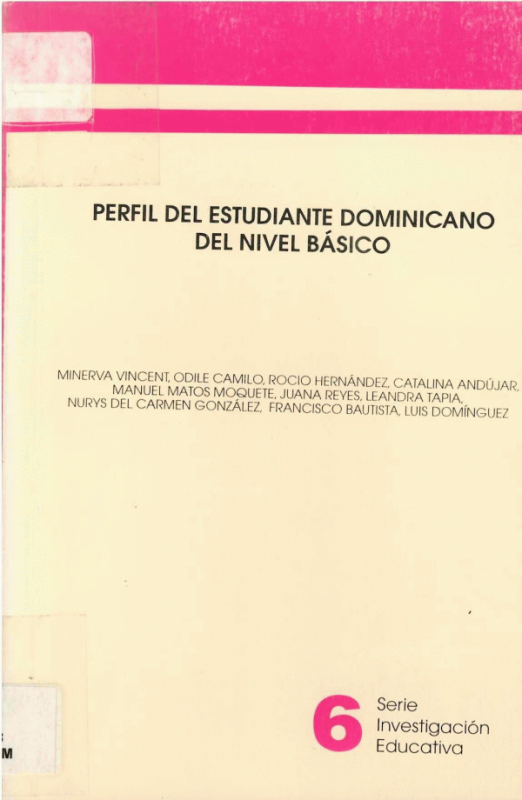 PERFIL DEL ESTUDIANTE DOMINICANO
DEL NIVEL BÁSICO
MINERVA VINCENT, ODILE CAMILO, ROCIO HERNÁNDEZ, CATALINA ANDÚJAR,
MANUEL MATOS MOQUETE, JUANA REYES, LEANDRA TAPIA,
NURYS DEL CARMEN GONZÁLEZ, FRANCISCO BAUTISTA, LUIS DOMÍNGUEZ
6
Serie
Investigación
Educativa
M